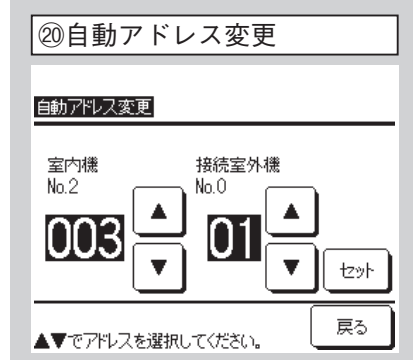 ⑳自動アドレス変更
自動アドレス変更
室内機 接続室外機
No.2 No.0
▲ ▲
003 01
▼ ▼ セット
▲▼でアドレスを選択してください。 戻る